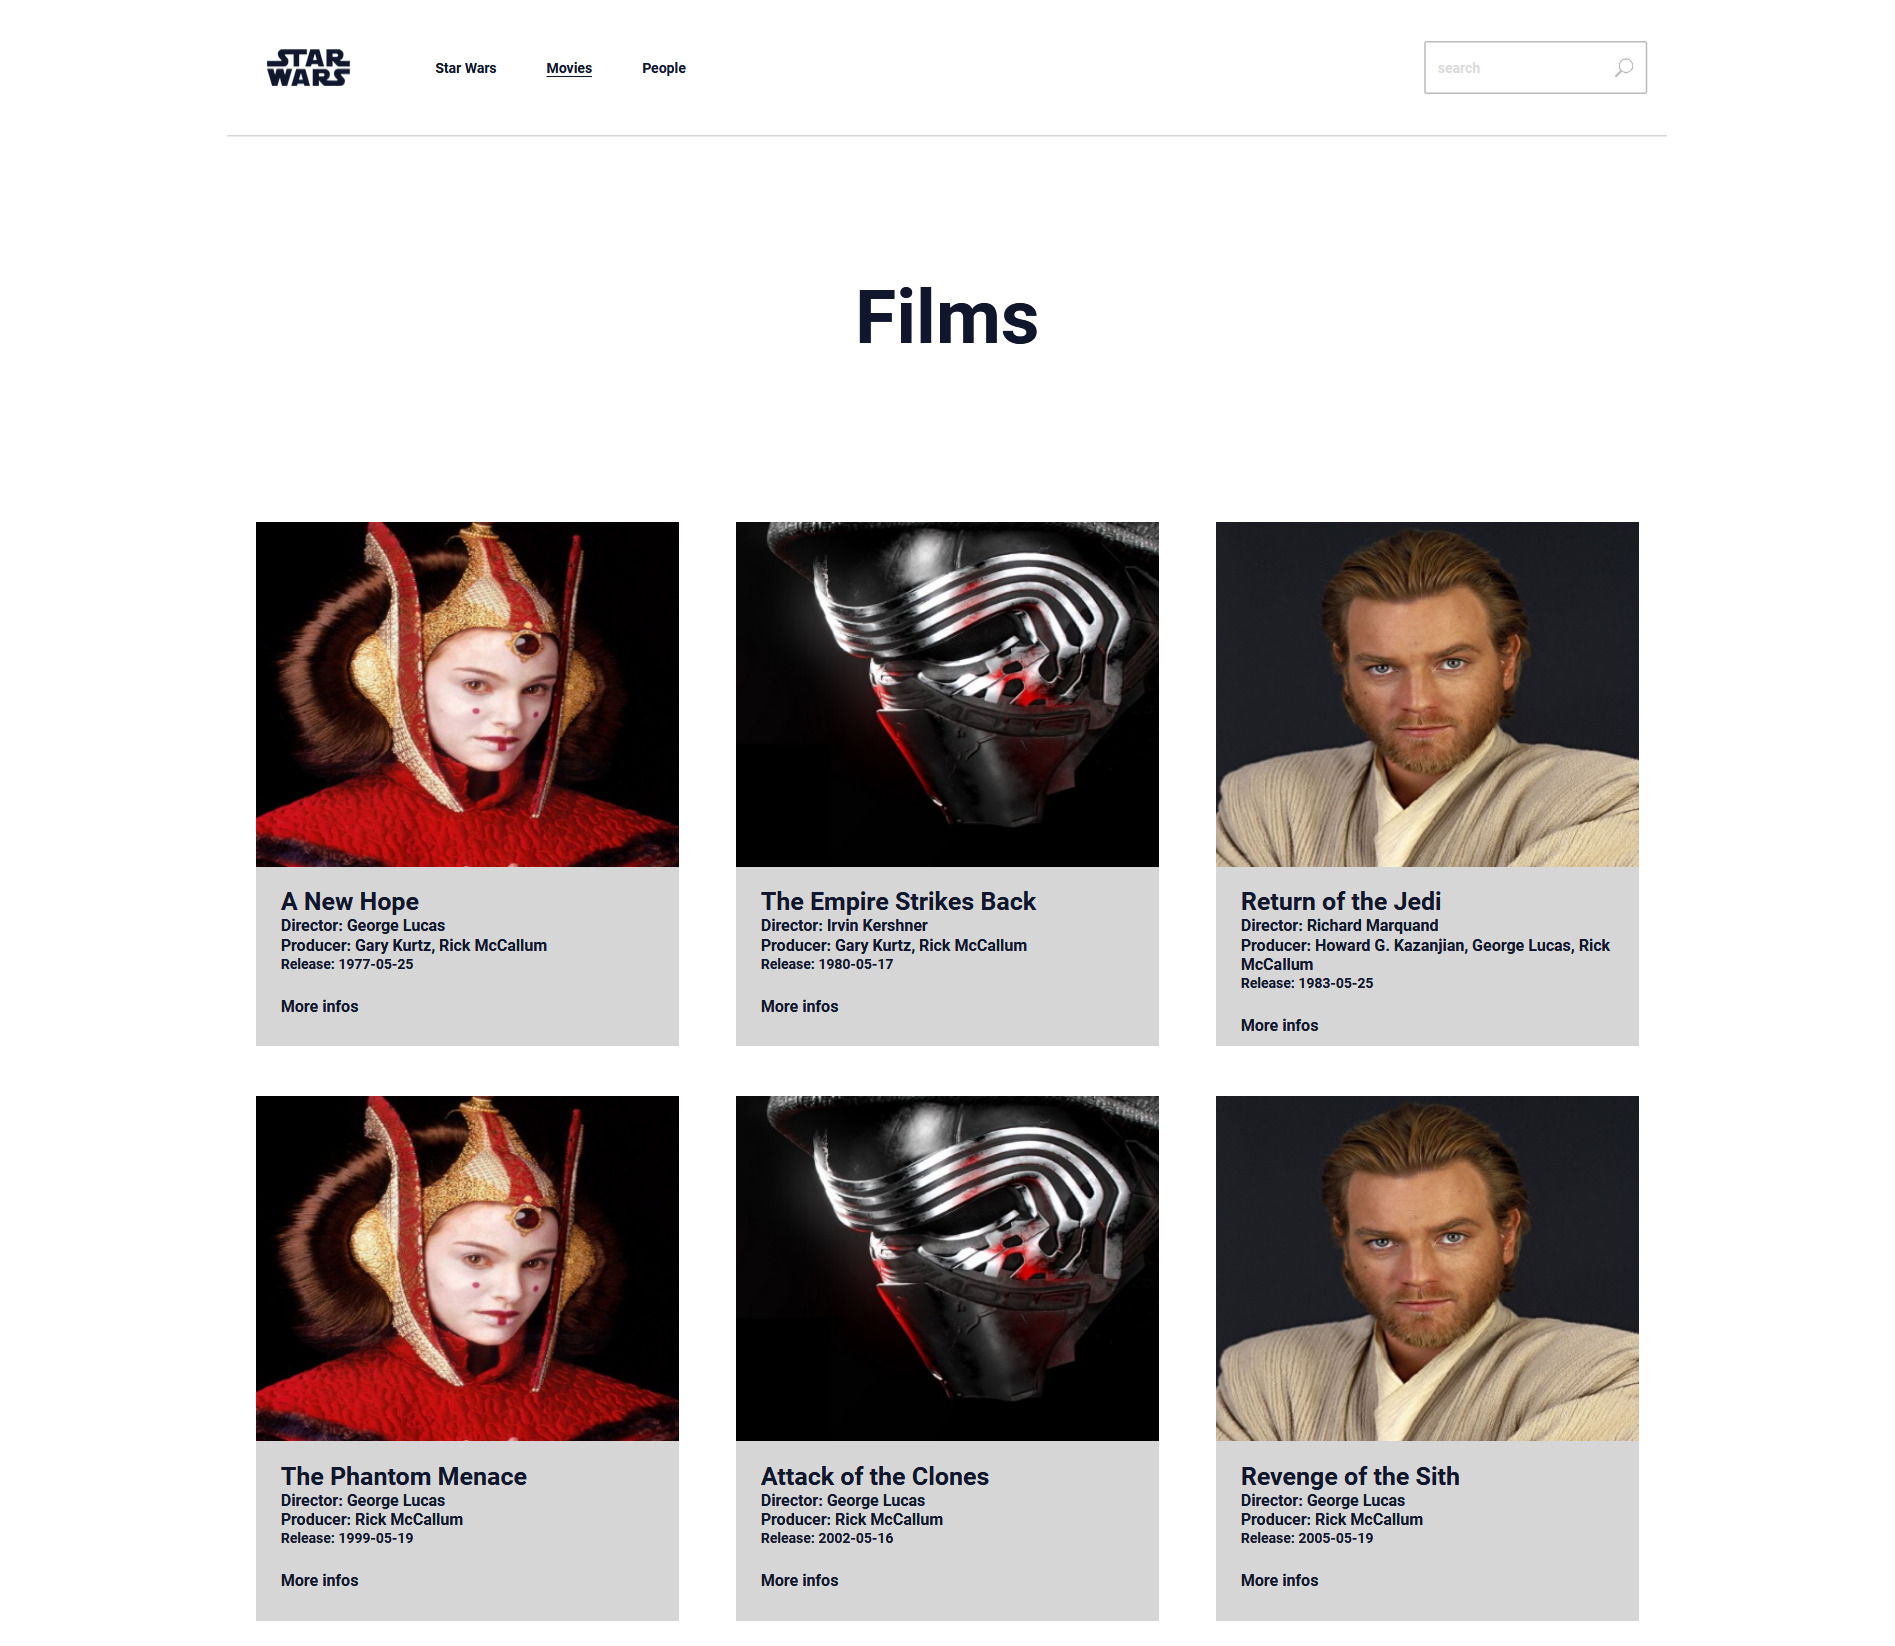 STAR
WARS
Star Wars
Movies
People
search
Films
A New Hope
Director: George Lucas
Producer: Gary Kurtz, Rick McCallum
Release: 1977-05-25
More infos
The Empire Strikes Back
Director: Irvin Kershner
Producer: Gary Kurtz, Rick McCallum
Release: 1980-05-17
More infos
Return of the Jedi
Director: Richard Marquand
Producer: Howard G. Kazanjian, George Lucas, Rick
McCallum
Release: 1983-05-25
More infos
The Phantom Menace
Director: George Lucas
Producer: Rick McCallum
Release: 1999-05-19
More infos
Attack of the Clones
Director: George Lucas
Producer: Rick McCallum
Release: 2002-05-16
More infos
Revenge of the Sith
Director: George Lucas
Producer: Rick McCallum
Release: 2005-05-19
More infos